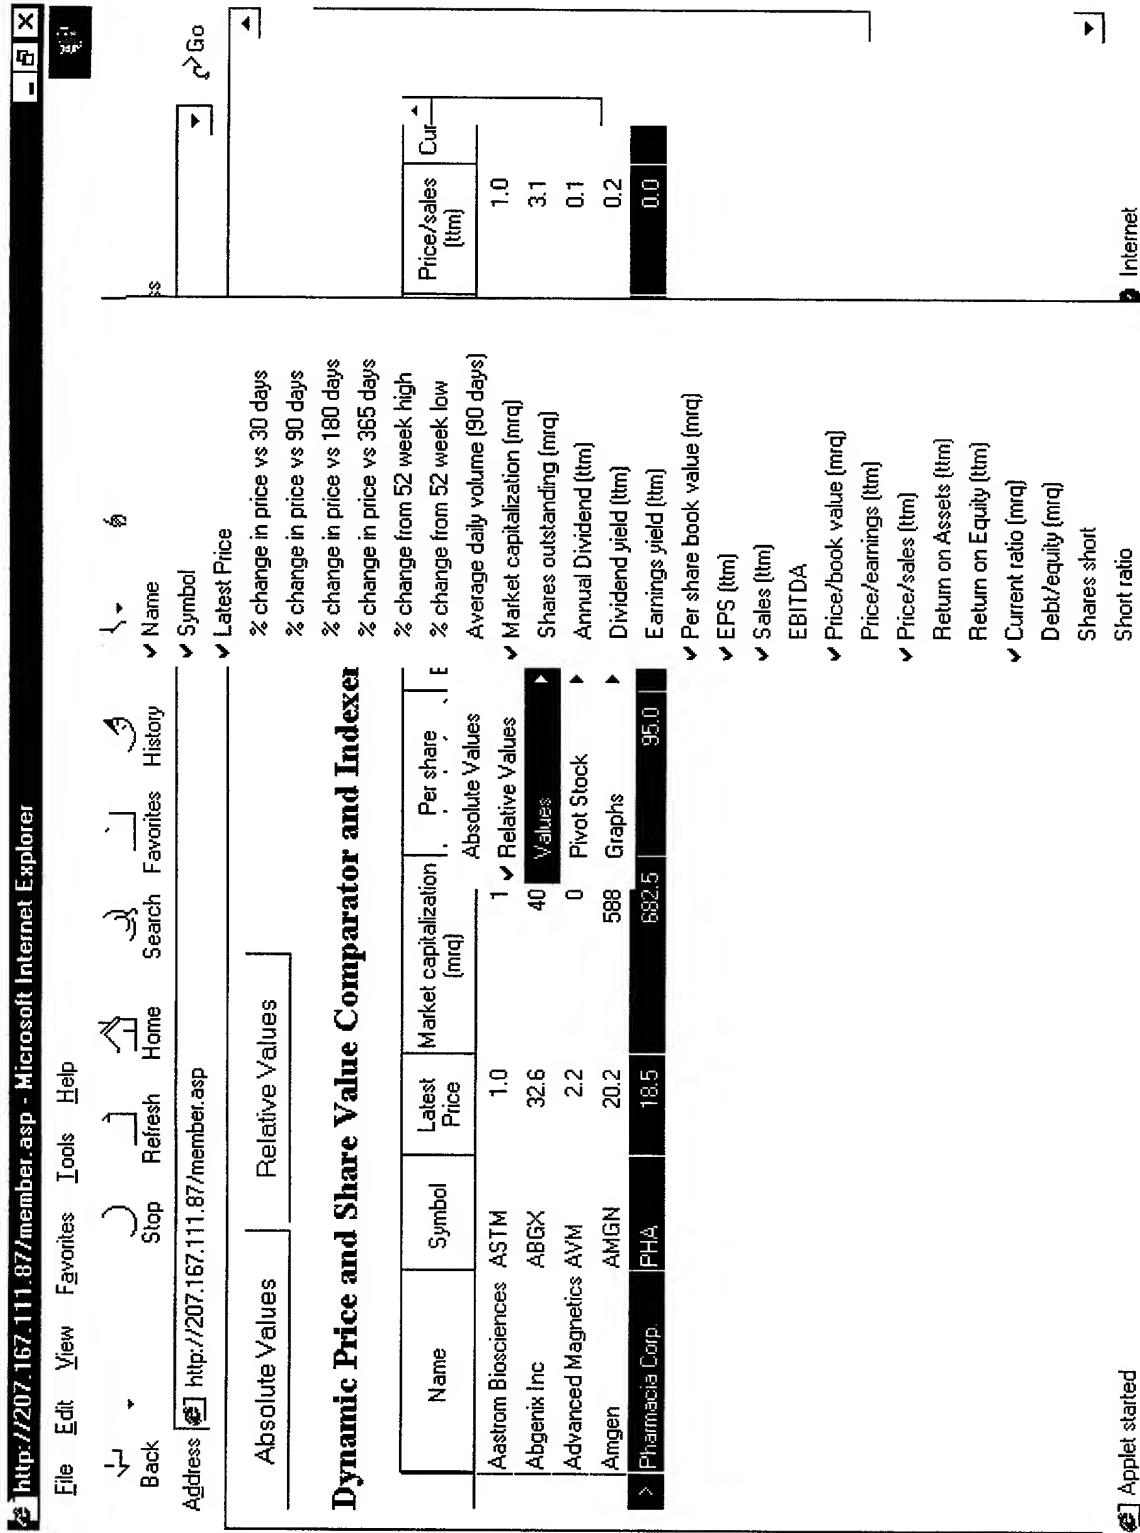 http://207.167.111.87/member.asp - Microsoft Internet Explorer
File Edit View Favorites Tools Help
Back Stop Refresh Home Search Favorites History
Address http://207.167.111.87/member.asp Go
Absolute Values Relative Values
Dynamic Price and Share Value Comparator and Indexer
Name Symbol Latest Price Market capitalization (mrq) Per share Price/sales (ttm) Cur
Aastrom Biosciences ASTM 1.0 1 1.0
Abgenix Inc ABGX 32.6 40 3.1
Advanced Magnetics AVM 2.2 0 0.1
Amgen AMGN 20.2 588 0.2
> Pharmacia Corp. PHA 18.5 682.5 95.0 0.0
Absolute Values
✓ Relative Values
Values
Pivot Stock
Graphs
✓ Name
✓ Symbol
✓ Latest Price
% change in price vs 30 days
% change in price vs 90 days
% change in price vs 180 days
% change in price vs 365 days
% change from 52 week high
% change from 52 week low
Average daily volume (90 days)
✓ Market capitalization (mrq)
Shares outstanding (mrq)
Annual Dividend (ttm)
Dividend yield (ttm)
Earnings yield (ttm)
✓ Per share book value (mrq)
✓ EPS (ttm)
✓ Sales (ttm)
EBITDA
✓ Price/book value (mrq)
Price/earnings (ttm)
✓ Price/sales (ttm)
Return on Assets (ttm)
Return on Equity (ttm)
✓ Current ratio (mrq)
Debt/equity (mrq)
Shares short
Short ratio
Applet started Internet